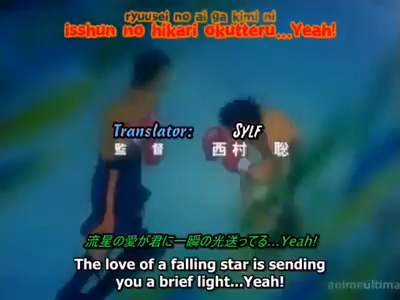 ryuusei no ai ga kimi ni
isshun no hikari okutteru...Yeah!
Translator: Sylf
監督 西村 聡
流星の愛が君に一瞬の光送ってる...Yeah!
The love of a falling star is sending
you a brief light...Yeah!
animeultima